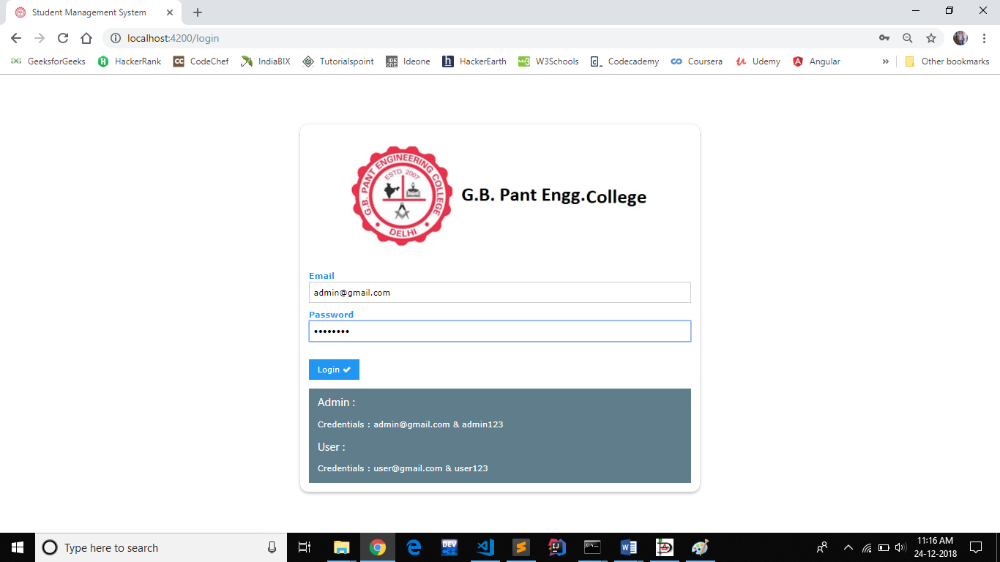 Student Management System
localhost:4200/login
GeeksforGeeks HackerRank CodeChef IndiaBIX Tutorialspoint Ideone HackerEarth W3Schools Codecademy Coursera Udemy Angular » Other bookmarks
G.B. PANT ENGINEERING COLLEGE
ESTD, 2007
DELHI
G.B. Pant Engg.College
Email
admin@gmail.com
Password
••••••••
Login
Admin :
Credentials : admin@gmail.com & admin123
User :
Credentials : user@gmail.com & user123
Type here to search
11:16 AM
24-12-2018